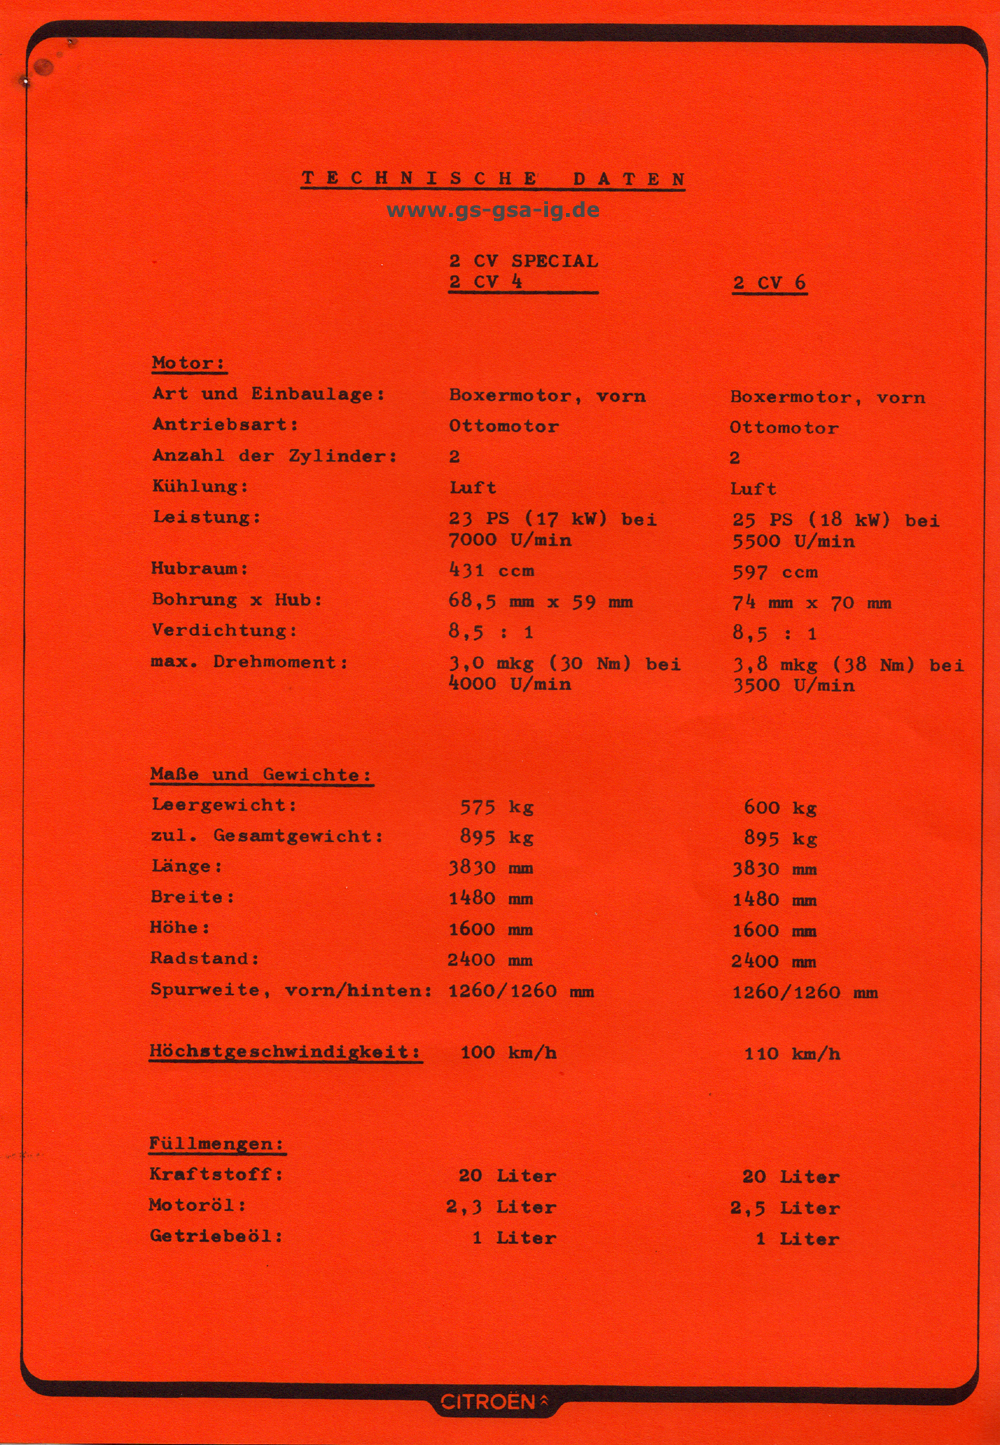 TECHNISCHE DATEN
www.gs-gsa-ig.de
2 CV SPECIAL
2 CV 4 2 CV 6
Motor:
Art und Einbaulage: Boxermotor, vorn Boxermotor, vorn
Antriebsart: Ottomotor Ottomotor
Anzahl der Zylinder: 2 2
Kühlung: Luft Luft
Leistung: 23 PS (17 kW) bei 25 PS (18 kW) bei
7000 U/min 5500 U/min
Hubraum: 431 ccm 597 ccm
Bohrung x Hub: 68,5 mm x 59 mm 74 mm x 70 mm
Verdichtung: 8,5 : 1 8,5 : 1
max. Drehmoment: 3,0 mkg (30 Nm) bei 3,8 mkg (38 Nm) bei
4000 U/min 3500 U/min
Maße und Gewichte:
Leergewicht: 575 kg 600 kg
zul. Gesamtgewicht: 895 kg 895 kg
Länge: 3830 mm 3830 mm
Breite: 1480 mm 1480 mm
Höhe: 1600 mm 1600 mm
Radstand: 2400 mm 2400 mm
Spurweite, vorn/hinten: 1260/1260 mm 1260/1260 mm
Höchstgeschwindigkeit: 100 km/h 110 km/h
Füllmengen:
Kraftstoff: 20 Liter 20 Liter
Motoröl: 2,3 Liter 2,5 Liter
Getriebeöl: 1 Liter 1 Liter
CITROËN